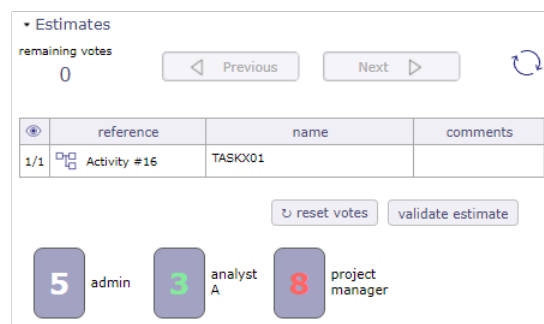 Estimates
remaining votes
0
Previous
Next
reference name comments
1/1 Activity #16 TASKX01
reset votes
validate estimate
5 admin
3 analyst
A
8 project
manager